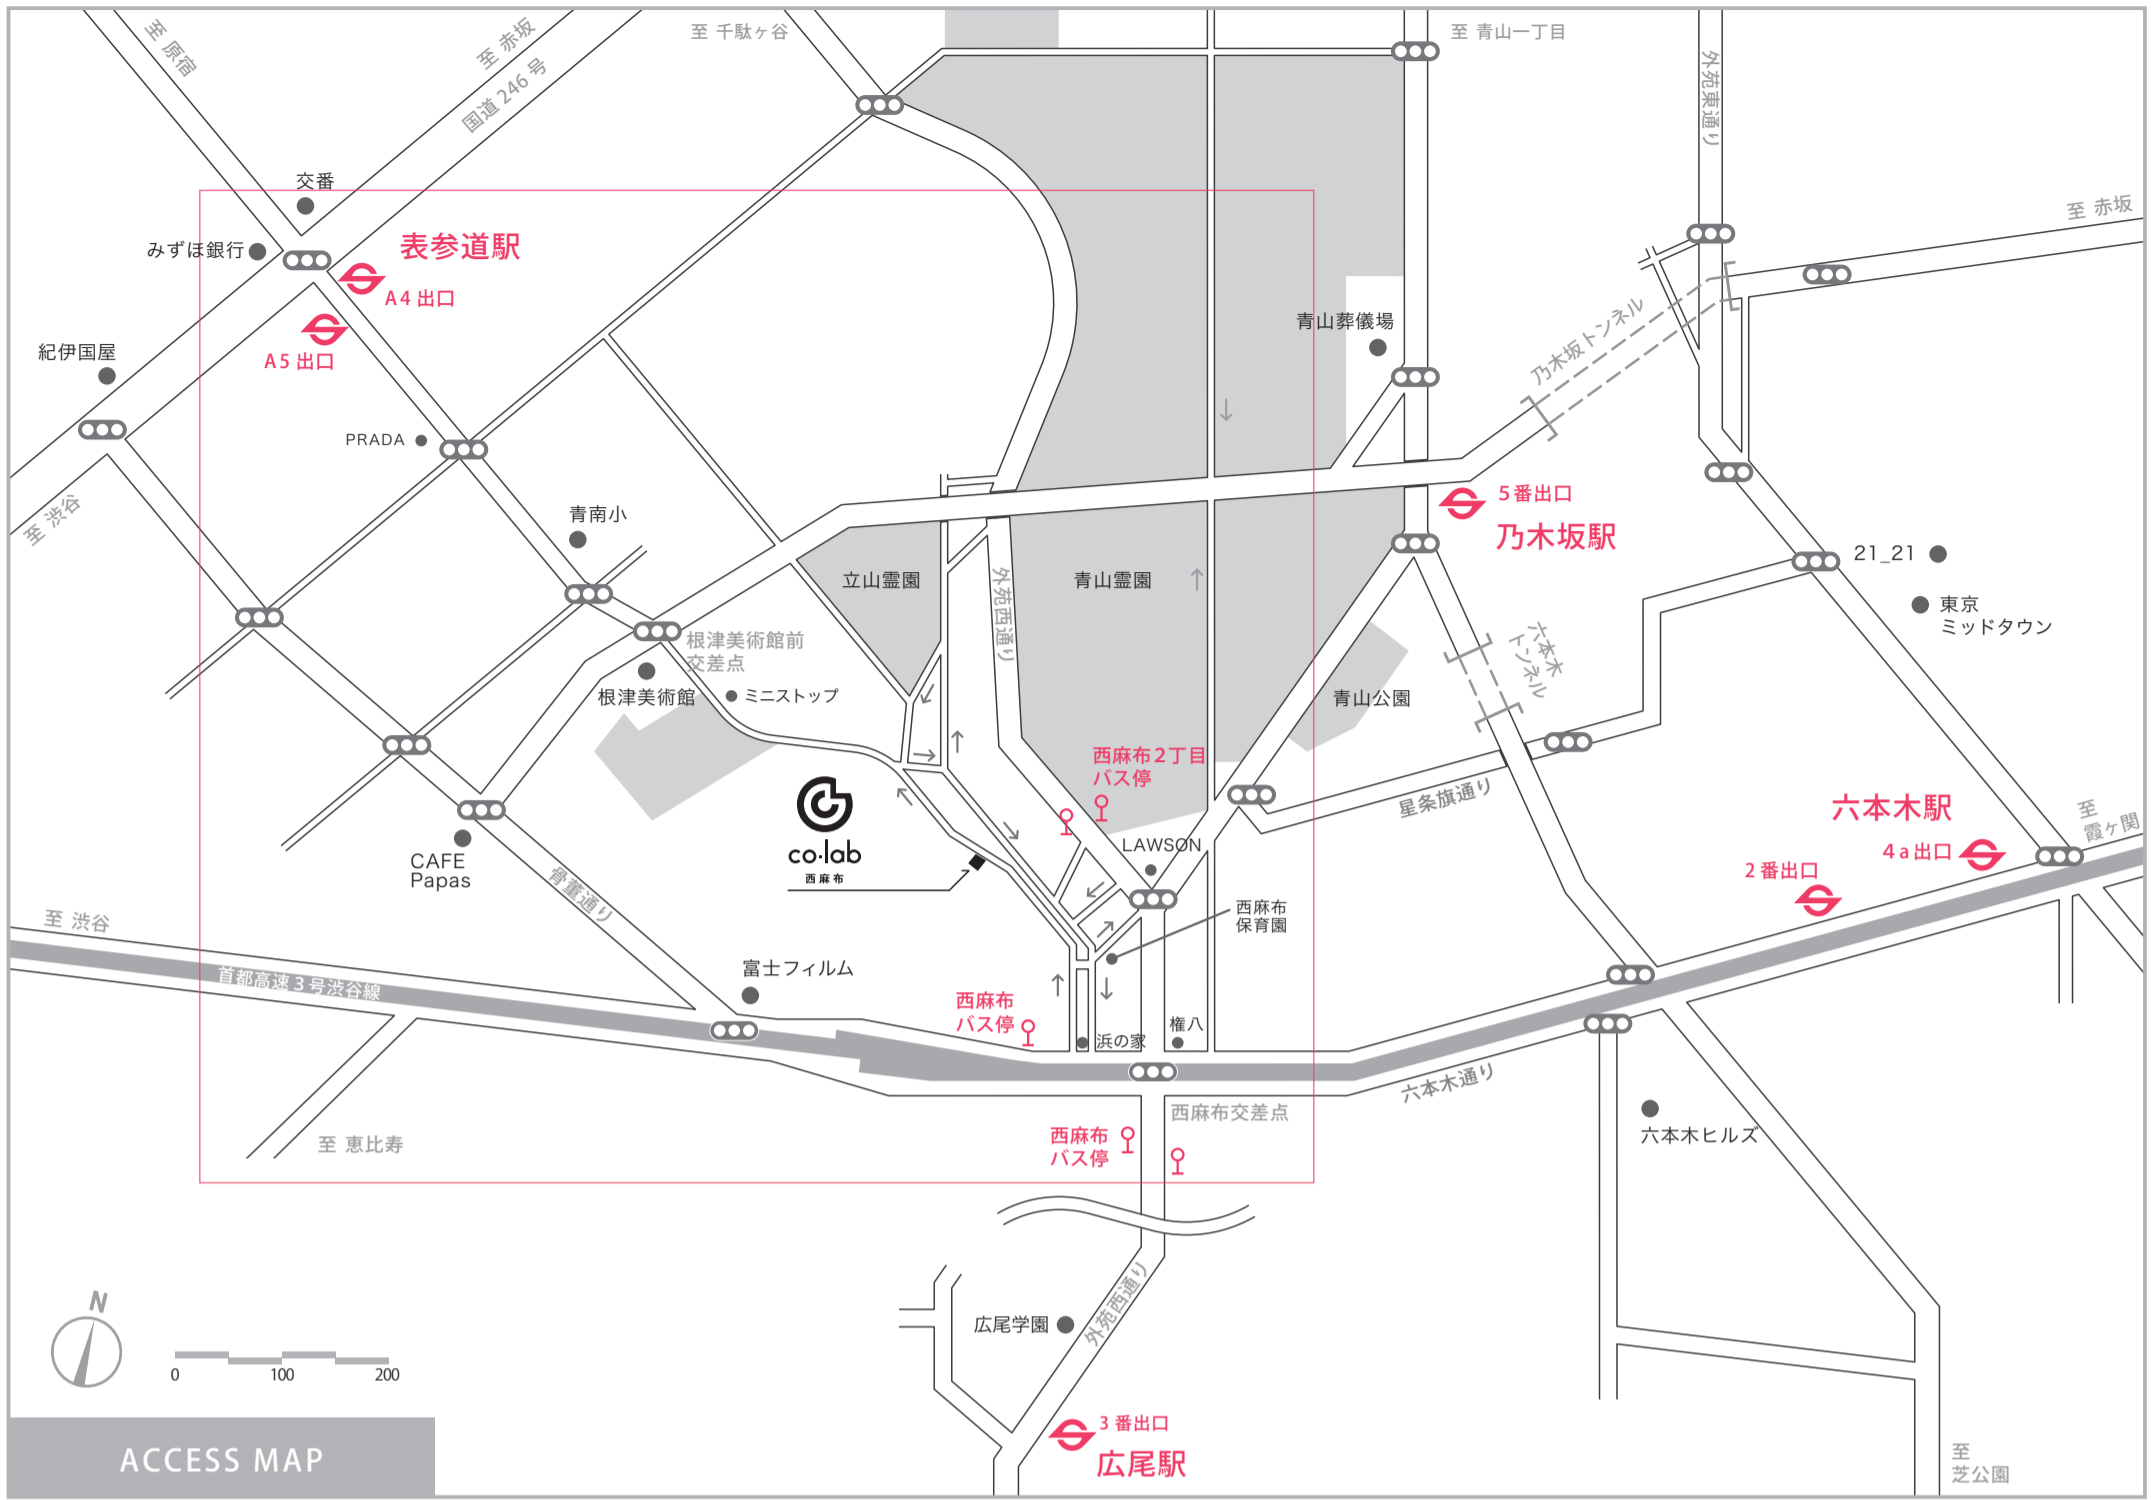 至 原宿
至 赤坂
国道246号
至 千駄ヶ谷
至 青山一丁目
外苑東通り
至 赤坂
交番
みずほ銀行
表参道駅
A4 出口
A5 出口
紀伊国屋
至 渋谷
PRADA
青南小
青山葬儀場
乃木坂トンネル
5番出口
乃木坂駅
立山霊園
外苑西通り
青山霊園
21_21
東京
ミッドタウン
根津美術館前
交差点
根津美術館
ミニストップ
六本木
トンネル
青山公園
西麻布2丁目
バス停
星条旗通り
六本木駅
4a出口
2番出口
至
霞ヶ関
co-lab
西麻布
LAWSON
CAFE
Papas
骨董通り
西麻布
保育園
至 渋谷
首都高速3号渋谷線
富士フィルム
西麻布
バス停
浜の家
権八
西麻布交差点
六本木通り
六本木ヒルズ
至 恵比寿
西麻布
バス停
外苑西通り
広尾学園
N
0
100
200
3番出口
広尾駅
ACCESS MAP
至
芝公園